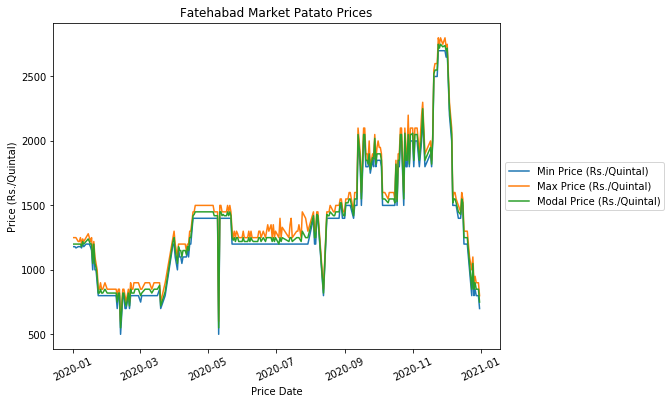 Fatehabad Market Patato Prices
Price (Rs./Quintal)
2500
2000
1500
1000
500
2020-01
2020-03
2020-05
2020-07
2020-09
2020-11
2021-01
Price Date
Min Price (Rs./Quintal)
Max Price (Rs./Quintal)
Modal Price (Rs./Quintal)